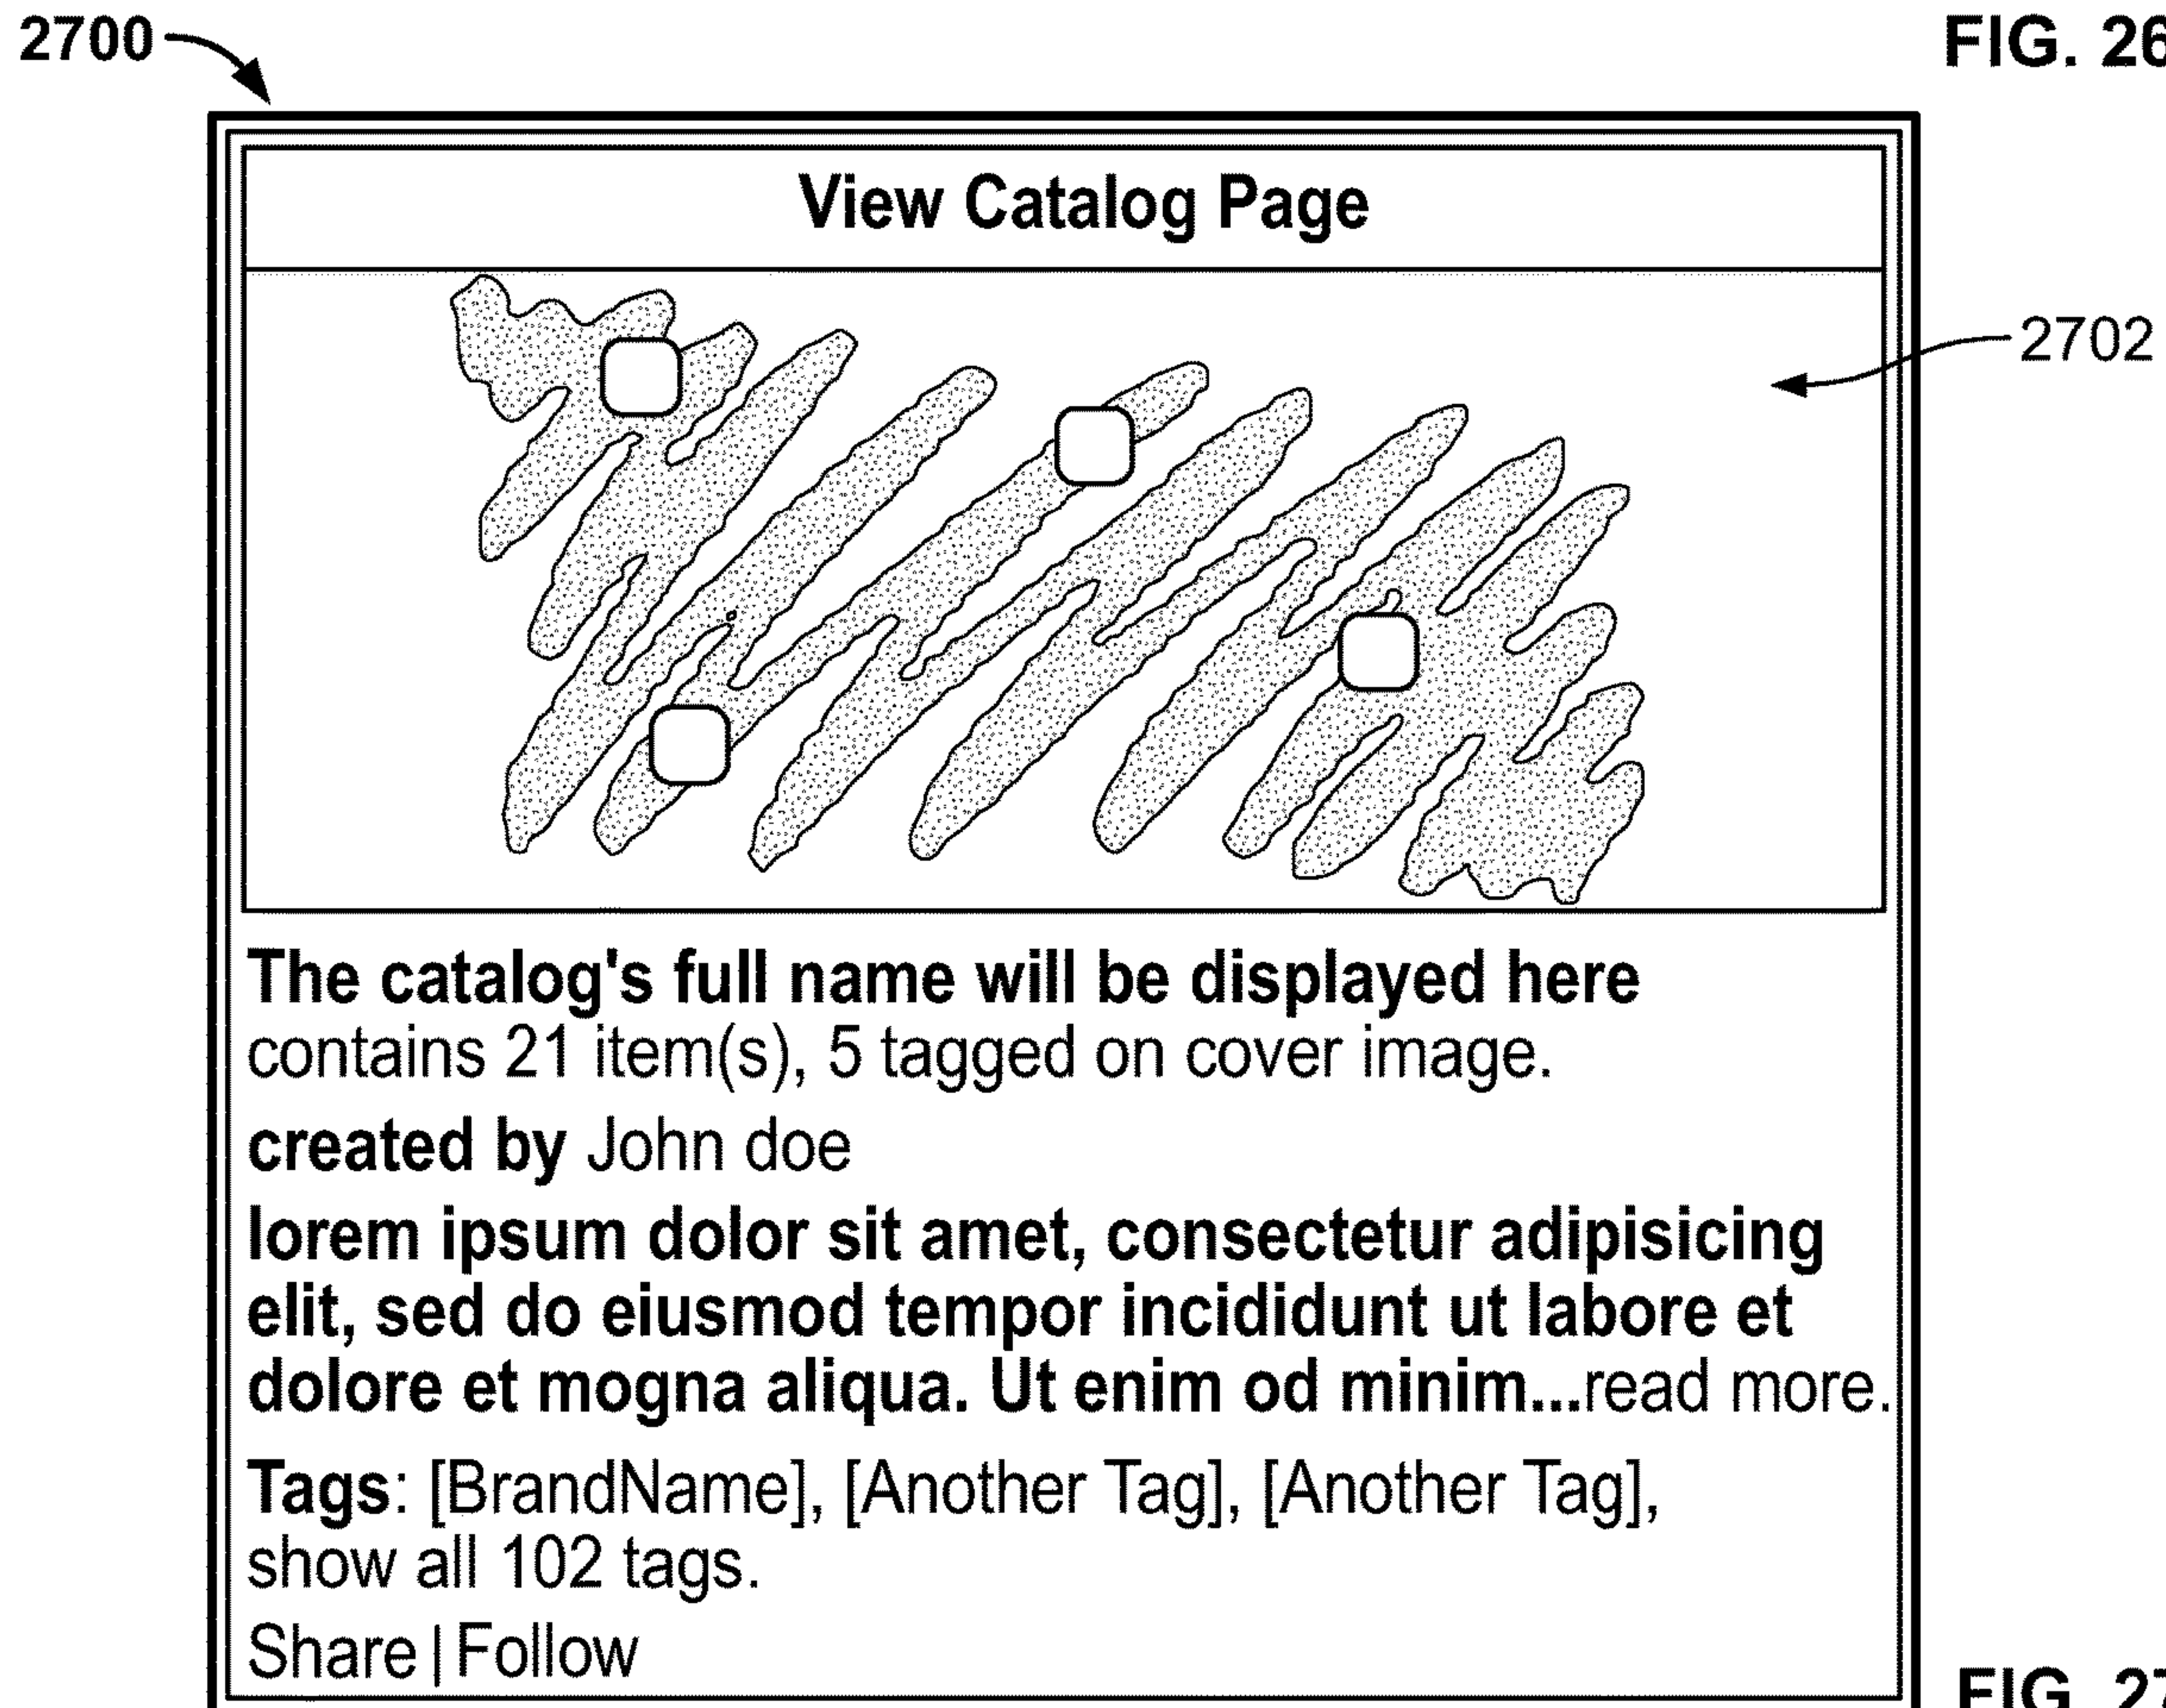 2700
FIG. 26
View Catalog Page
2702
The catalog's full name will be displayed here
contains 21 item(s), 5 tagged on cover image.
created by John doe
lorem ipsum dolor sit amet, consectetur adipisicing
elit, sed do eiusmod tempor incididunt ut labore et
dolore et mogna aliqua. Ut enim od minim...read more.
Tags: [BrandName], [Another Tag], [Another Tag],
show all 102 tags.
Share | Follow
FIG. 27